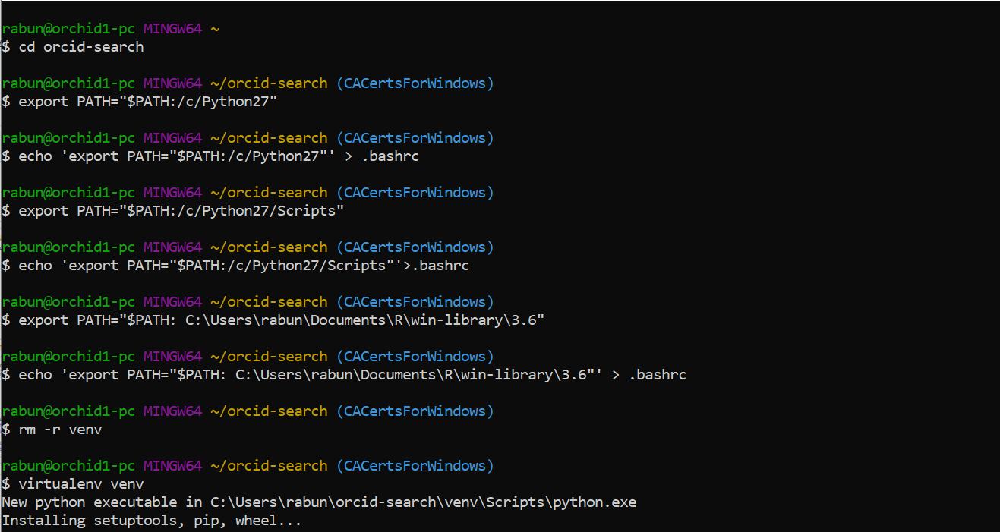 rabun@orchid1-pc MINGW64 ~
$ cd orcid-search
rabun@orchid1-pc MINGW64 ~/orcid-search (CACertsForWindows)
$ export PATH="$PATH:/c/Python27"
rabun@orchid1-pc MINGW64 ~/orcid-search (CACertsForWindows)
$ echo 'export PATH="$PATH:/c/Python27"' > .bashrc
rabun@orchid1-pc MINGW64 ~/orcid-search (CACertsForWindows)
$ export PATH="$PATH:/c/Python27/Scripts"
rabun@orchid1-pc MINGW64 ~/orcid-search (CACertsForWindows)
$ echo 'export PATH="$PATH:/c/Python27/Scripts"'>.bashrc
rabun@orchid1-pc MINGW64 ~/orcid-search (CACertsForWindows)
$ export PATH="$PATH: C:\Users\rabun\Documents\R\win-library\3.6"
rabun@orchid1-pc MINGW64 ~/orcid-search (CACertsForWindows)
$ echo 'export PATH="$PATH: C:\Users\rabun\Documents\R\win-library\3.6"' > .bashrc
rabun@orchid1-pc MINGW64 ~/orcid-search (CACertsForWindows)
$ rm -r venv
rabun@orchid1-pc MINGW64 ~/orcid-search (CACertsForWindows)
$ virtualenv venv
New python executable in C:\Users\rabun\orcid-search\venv\Scripts\python.exe
Installing setuptools, pip, wheel...